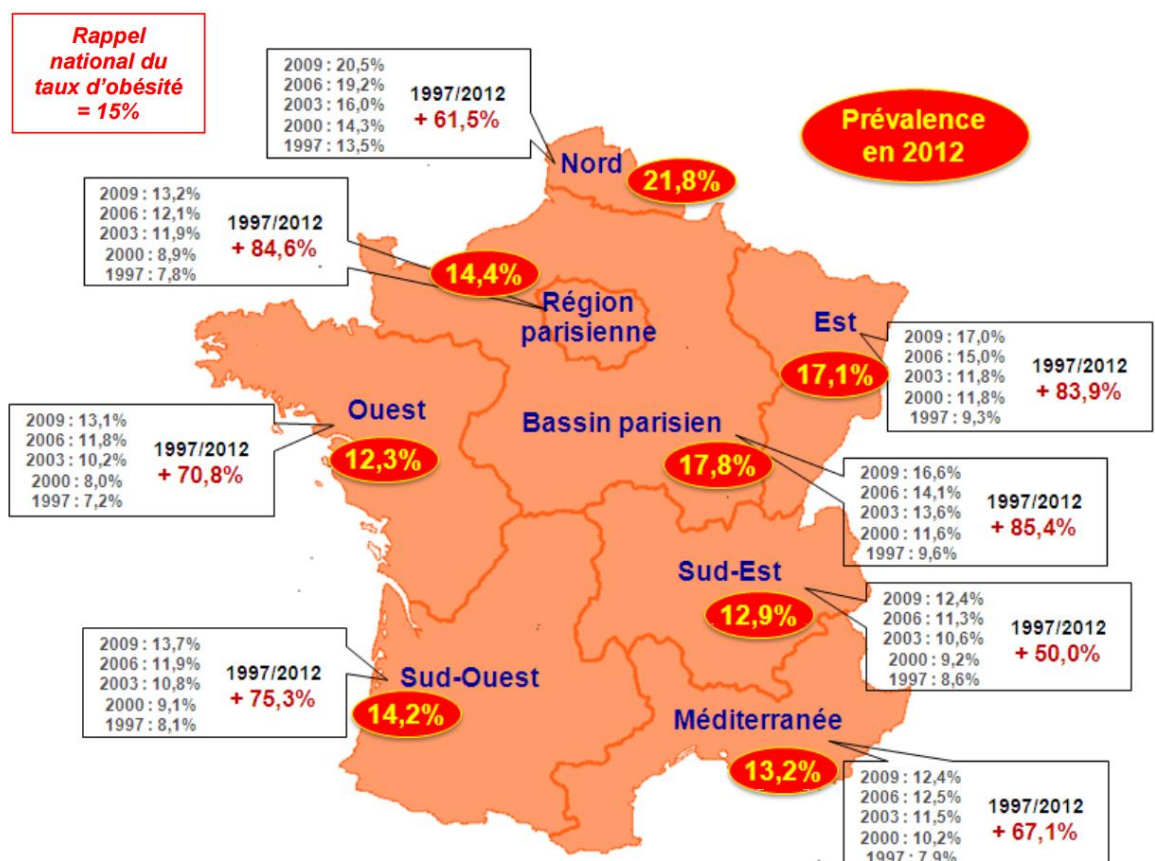 Rappel
national du
taux d'obésité
= 15%
2009 : 20,5%
2006 : 19,2%
2003 : 16,0%
2000 : 14,3%
1997 : 13,5%
1997/2012
+ 61,5%
Prévalence
en 2012
Nord
21,8%
2009 : 13,2%
2006 : 12,1%
2003 : 11,9%
2000 : 8,9%
1997 : 7,8%
1997/2012
+ 84,6%
14,4%
Région
parisienne
Est
17,1%
2009 : 17,0%
2006 : 15,0%
2003 : 11,8%
2000 : 11,8%
1997 : 9,3%
1997/2012
+ 83,9%
2009 : 13,1%
2006 : 11,8%
2003 : 10,2%
2000 : 8,0%
1997 : 7,2%
1997/2012
+ 70,8%
Ouest
12,3%
Bassin parisien
17,8%
2009 : 16,6%
2006 : 14,1%
2003 : 13,6%
2000 : 11,6%
1997 : 9,6%
1997/2012
+ 85,4%
Sud-Est
12,9%
2009 : 12,4%
2006 : 11,3%
2003 : 10,6%
2000 : 9,2%
1997 : 8,6%
1997/2012
+ 50,0%
2009 : 13,7%
2006 : 11,9%
2003 : 10,8%
2000 : 9,1%
1997 : 8,1%
1997/2012
+ 75,3%
Sud-Ouest
14,2%
Méditerranée
13,2%
2009 : 12,4%
2006 : 12,5%
2003 : 11,5%
2000 : 10,2%
1997 : 7,9%
1997/2012
+ 67,1%